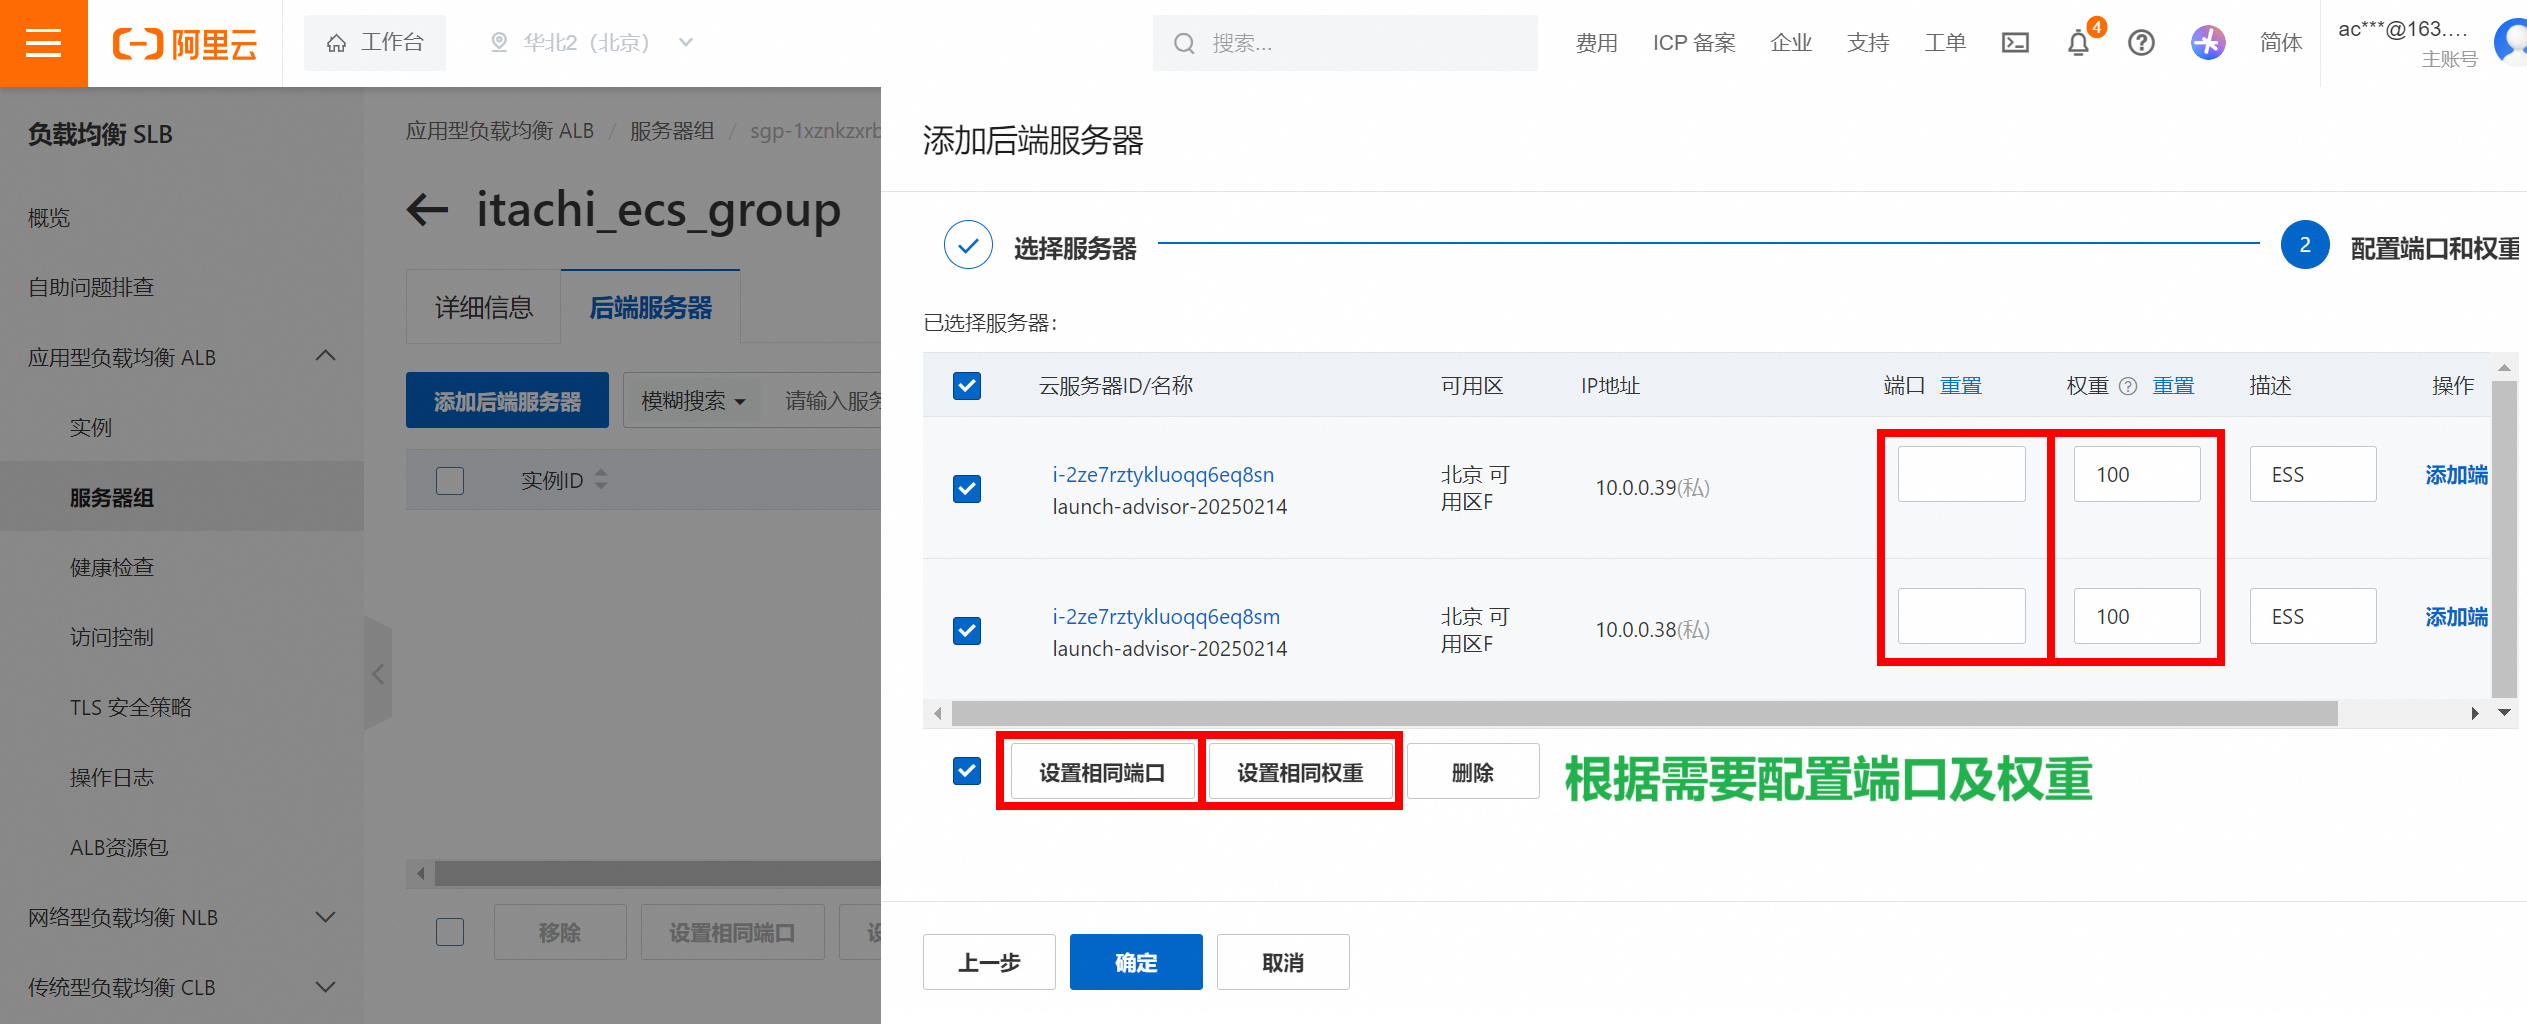 阿里云
工作台
华北2（北京）
搜索...
费用
ICP 备案
企业
支持
工单
4
简体
ac***@163....
主账号
负载均衡 SLB
概览
自助问题排查
应用型负载均衡 ALB
实例
服务器组
健康检查
访问控制
TLS 安全策略
操作日志
ALB资源包
网络型负载均衡 NLB
传统型负载均衡 CLB
应用型负载均衡 ALB / 服务器组 / sgp-1xznkzxrb
itachi_ecs_group
详细信息
后端服务器
添加后端服务器
模糊搜索
请输入服务
实例ID
移除
设置相同端口
设
添加后端服务器
选择服务器
2 配置端口和权重
已选择服务器：
云服务器ID/名称 可用区 IP地址 端口 重置 权重 重置 描述 操作
i-2ze7rztykluoqq6eq8sn
launch-advisor-20250214
北京 可
用区F
10.0.0.39(私)
100
ESS
添加端
i-2ze7rztykluoqq6eq8sm
launch-advisor-20250214
北京 可
用区F
10.0.0.38(私)
100
ESS
添加端
设置相同端口
设置相同权重
删除
根据需要配置端口及权重
上一步
确定
取消